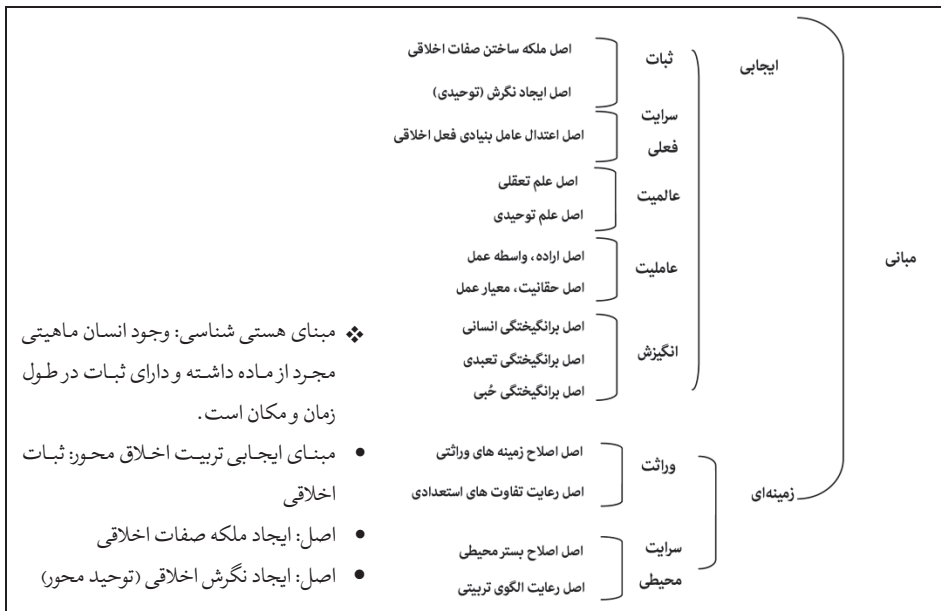 مبانی
ایجابی
ثبات
اصل ملکه ساختن صفات اخلاقی
اصل ایجاد نگرش (توحیدی)
سرایت
فعلی
اصل اعتدال عامل بنیادی فعل اخلاقی
عالمیت
اصل علم تعقلی
اصل علم توحیدی
عاملیت
اصل اراده، واسطه عمل
اصل حقانیت، معیار عمل
انگیزش
اصل برانگیختگی انسانی
اصل برانگیختگی تعبدی
اصل برانگیختگی حُبی
زمینه‌ای
وراثت
اصل اصلاح زمینه های وراثتی
اصل رعایت تفاوت های استعدادی
سرایت
محیطی
اصل اصلاح بستر محیطی
اصل رعایت الگوی تربیتی
❖ مبنای هستی شناسی: وجود انسان ماهیتی
مجرد از ماده داشته و دارای ثبات در طول
زمان و مکان است.
• مبنای ایجابی تربیت اخلاق محور: ثبات
اخلاقی
• اصل: ایجاد ملکه صفات اخلاقی
• اصل: ایجاد نگرش اخلاقی (توحید محور)